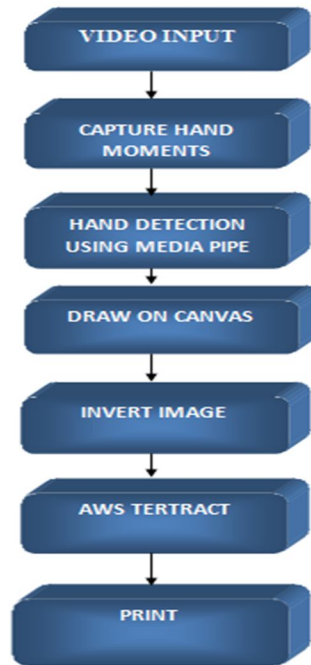 VIDEO INPUT
CAPTURE HAND
MOMENTS
HAND DETECTION
USING MEDIA PIPE
DRAW ON CANVAS
INVERT IMAGE
AWS TERTRACT
PRINT